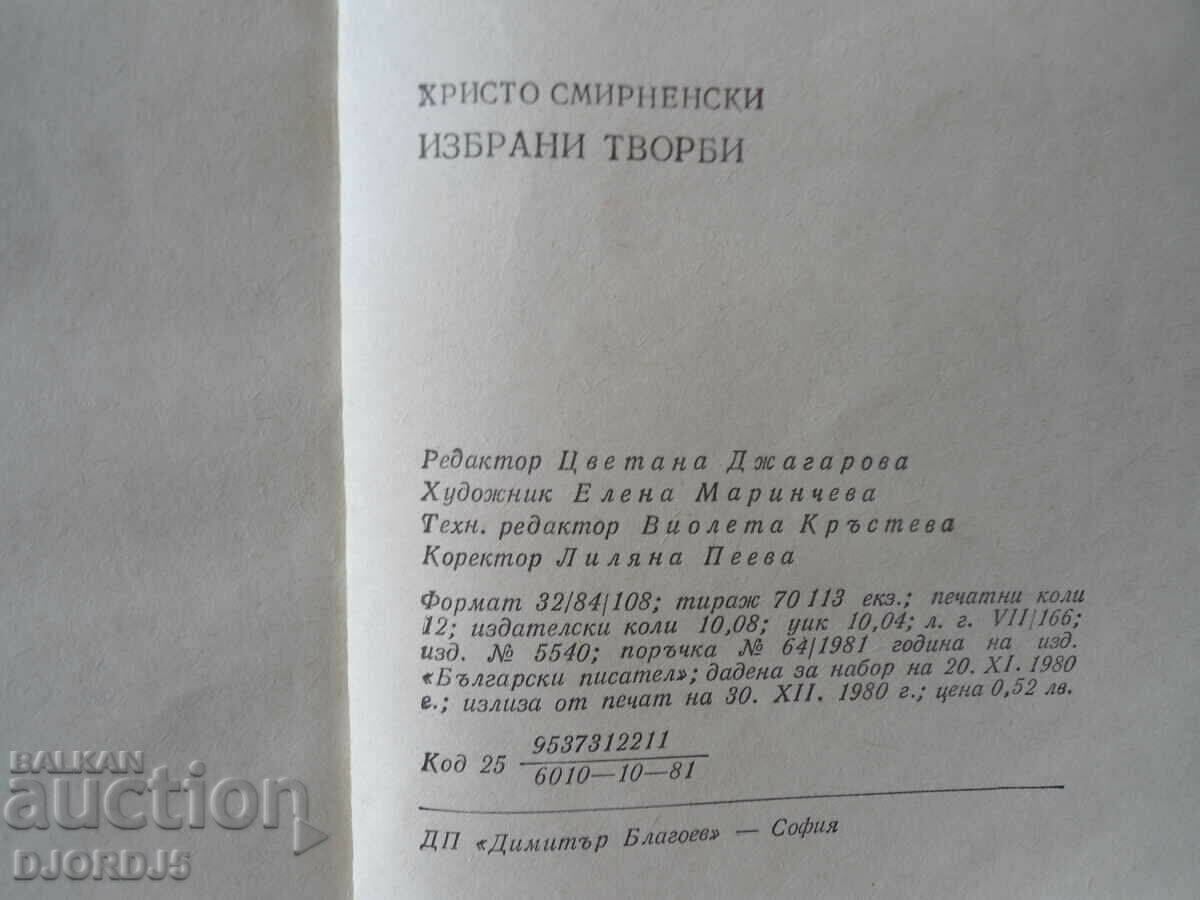 ХРИСТО СМИРНЕНСКИ
ИЗБРАНИ ТВОРБИ
Редактор Цветана Джагарова
Художник Елена Маринчева
Техн. редактор Виолета Кръстева
Коректор Лиляна Пеева
Формат 32/84/108; тираж 70 113 екз.; печатни коли
12; издателски коли 10,08; уик 10,04; л. г. VII/166;
изд. № 5540; поръчка № 64/1981 година на изд.
«Български писател»; дадена за набор на 20. XI. 1980
г.; излиза от печат на 30. XII. 1980 г.; цена 0,52 лв.
Код 25 9537312211
6010—10—81
ДП «Димитър Благоев» — София
BALKAN
auction
DJORDJ5